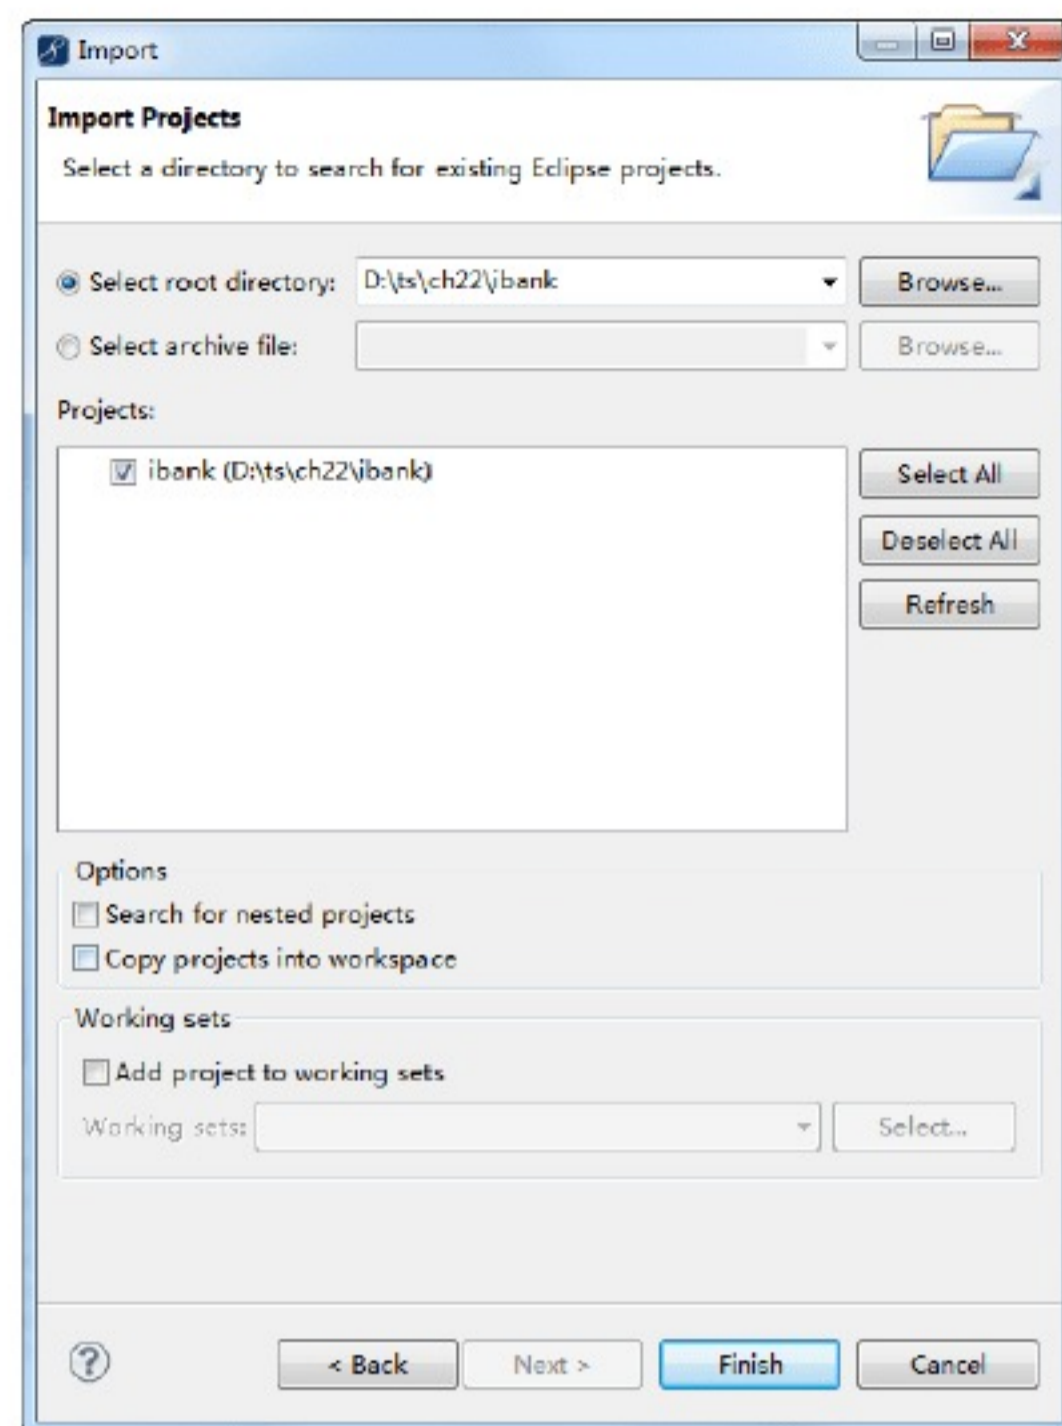 Import
Import Projects
Select a directory to search for existing Eclipse projects.
Select root directory: D:\ts\ch22\ibank Browse...
Select archive file: Browse...
Projects:
ibank (D:\ts\ch22\ibank)
Select All
Deselect All
Refresh
Options
Search for nested projects
Copy projects into workspace
Working sets
Add project to working sets
Working sets: Select...
? < Back Next > Finish Cancel